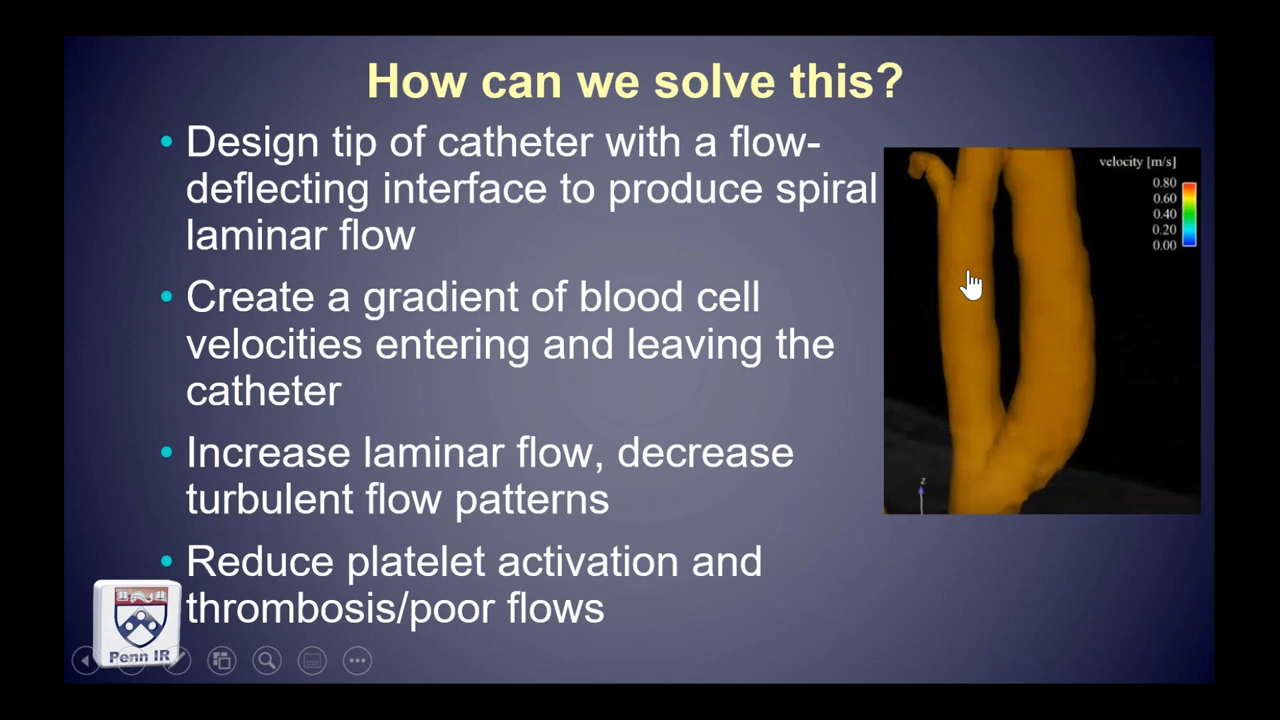 How can we solve this?
• Design tip of catheter with a flow-
deflecting interface to produce spiral
laminar flow
• Create a gradient of blood cell
velocities entering and leaving the
catheter
• Increase laminar flow, decrease
turbulent flow patterns
• Reduce platelet activation and
thrombosis/poor flows
velocity [m/s]
0.80
0.60
0.40
0.20
0.00
z
Penn IR